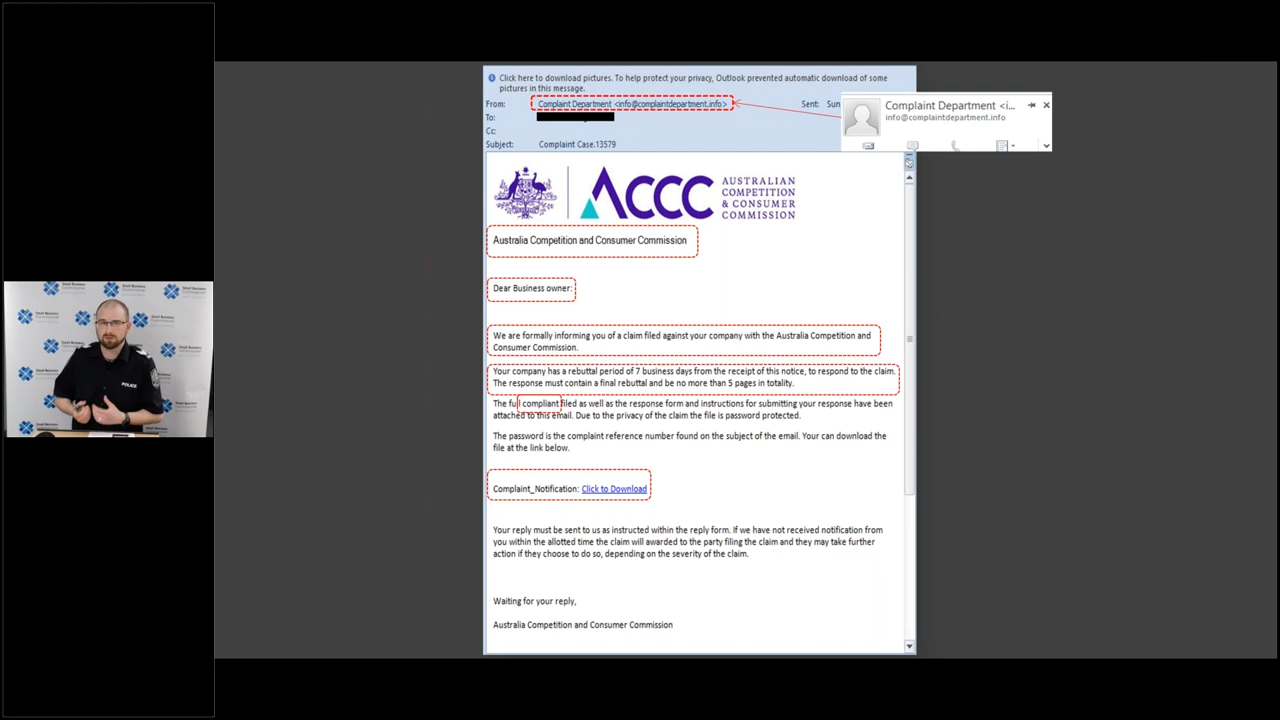 Click here to download pictures. To help protect your privacy, Outlook prevented automatic download of some
pictures in this message.
From: Complaint Department <info@complaintdepartment.info> Sent: Sun
To:
Cc:
Subject: Complaint Case.13579
Complaint Department <i...
info@complaintdepartment.info
ACCC
AUSTRALIAN
COMPETITION
& CONSUMER
COMMISSION
Australia Competition and Consumer Commission
Dear Business owner:
We are formally informing you of a claim filed against your company with the Australia Competition and
Consumer Commission.
Your company has a rebuttal period of 7 business days from the receipt of this notice, to respond to the claim.
The response must contain a final rebuttal and be no more than 5 pages in totality.
The full compliant filed as well as the response form and instructions for submitting your response have been
attached to this email. Due to the privacy of the claim the file is password protected.
The password is the complaint reference number found on the subject of the email. Your can download the
file at the link below.
Complaint_Notification: Click to Download
Your reply must be sent to us as instructed within the reply form. If we have not received notification from
you within the allotted time the claim will awarded to the party filing the claim and they may take further
action if they choose to do so, depending on the severity of the claim.
Waiting for your reply,
Australia Competition and Consumer Commission
Small Business
Commissioner
POLICE